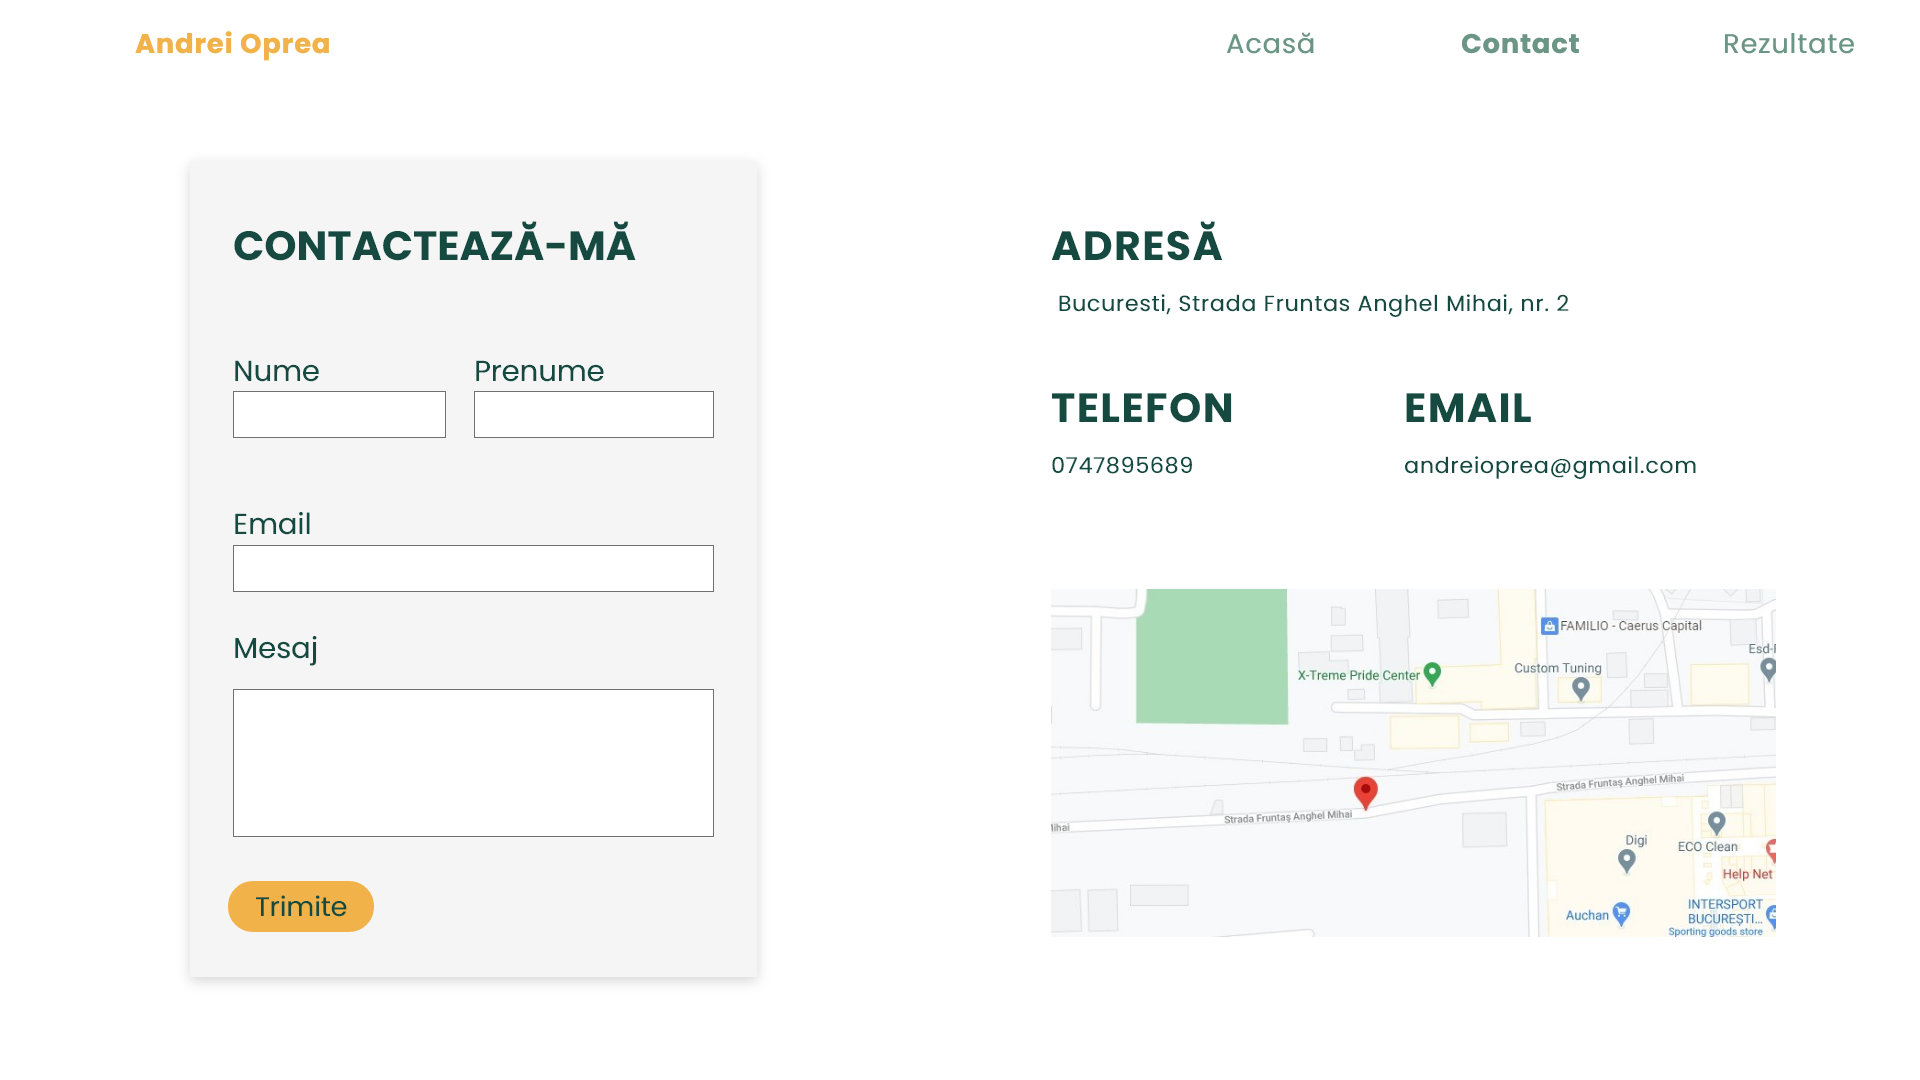 Andrei Oprea
Acasă
Contact
Rezultate
CONTACTEAZĂ-MĂ
Nume
Prenume
Email
Mesaj
Trimite
ADRESĂ
Bucuresti, Strada Fruntas Anghel Mihai, nr. 2
TELEFON
0747895689
EMAIL
andreioprea@gmail.com
FAMILIO - Caerus Capital
Custom Tuning
X-Treme Pride Center
Strada Fruntaș Anghel Mihai
Strada Fruntaș Anghel Mihai
Digi
ECO Clean
Help Net
Auchan
INTERSPORT
BUCUREȘTI...
Sporting goods store